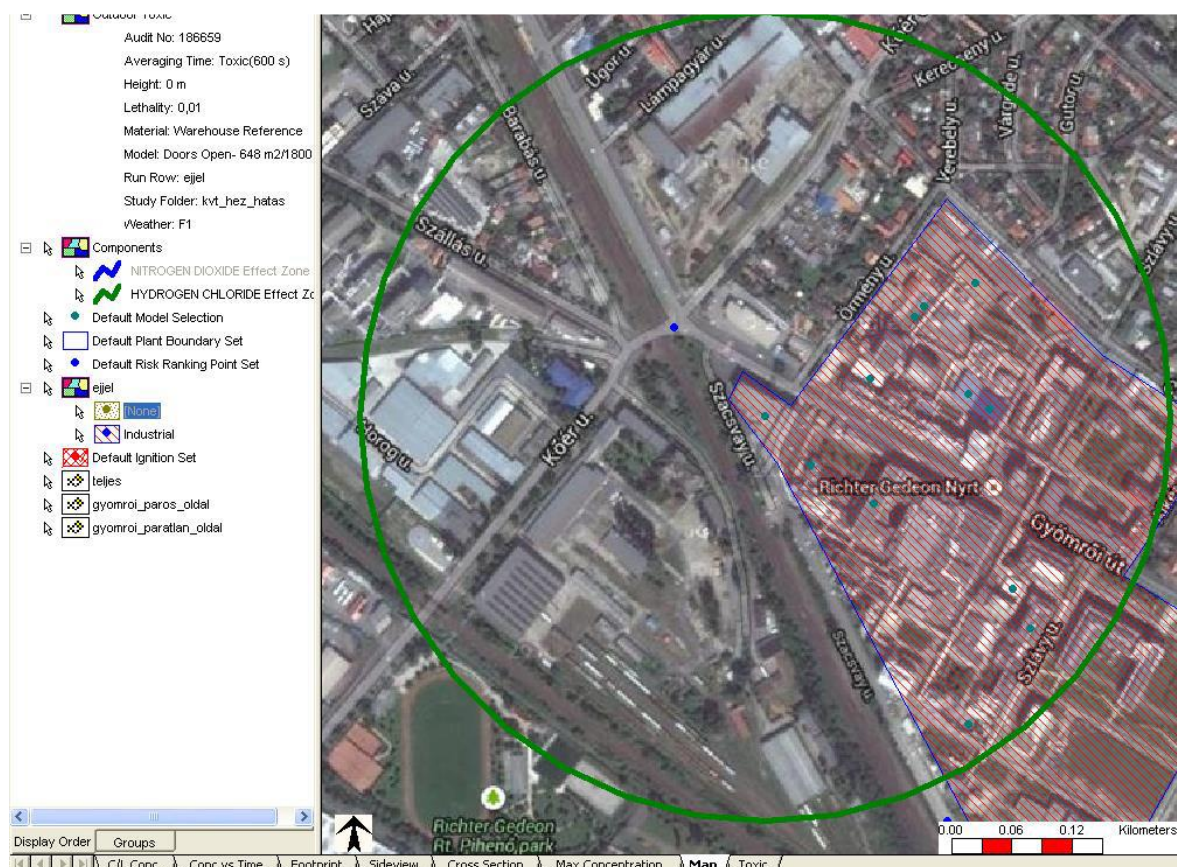 Outdoor Toxic
Audit No: 186659
Averaging Time: Toxic(600 s)
Height: 0 m
Lethality: 0,01
Material: Warehouse Reference
Model: Doors Open- 648 m2/1800
Run Row: ejjel
Study Folder: kvt_hez_hatas
Weather: F1
Components
NITROGEN DIOXIDE Effect Zone
HYDROGEN CHLORIDE Effect Zo
Default Model Selection
Default Plant Boundary Set
Default Risk Ranking Point Set
ejjel
[None]
Industrial
Default Ignition Set
teljes
gyomroi_paros_oldal
gyomroi_paratlan_oldal
Display Order
Groups
Száva u.
Barabás u.
Ugor u.
Lámpagyár u.
Kerecseny u.
Várgede u.
Gutor u.
Verebély u.
Szlávy u.
Szállás u.
Örmény u.
Kőér u.
Szacsvay u.
Richter Gedeon Nyrt
Gyömrői út
Szlávy u.
Szacsvay u.
Richter Gedeon
Rt. Pihenő park
0.00 0.06 0.12 Kilometers
C/L Conc
Conc vs Time
Footprint
Sideview
Cross Section
Max Concentration
Map
Toxic